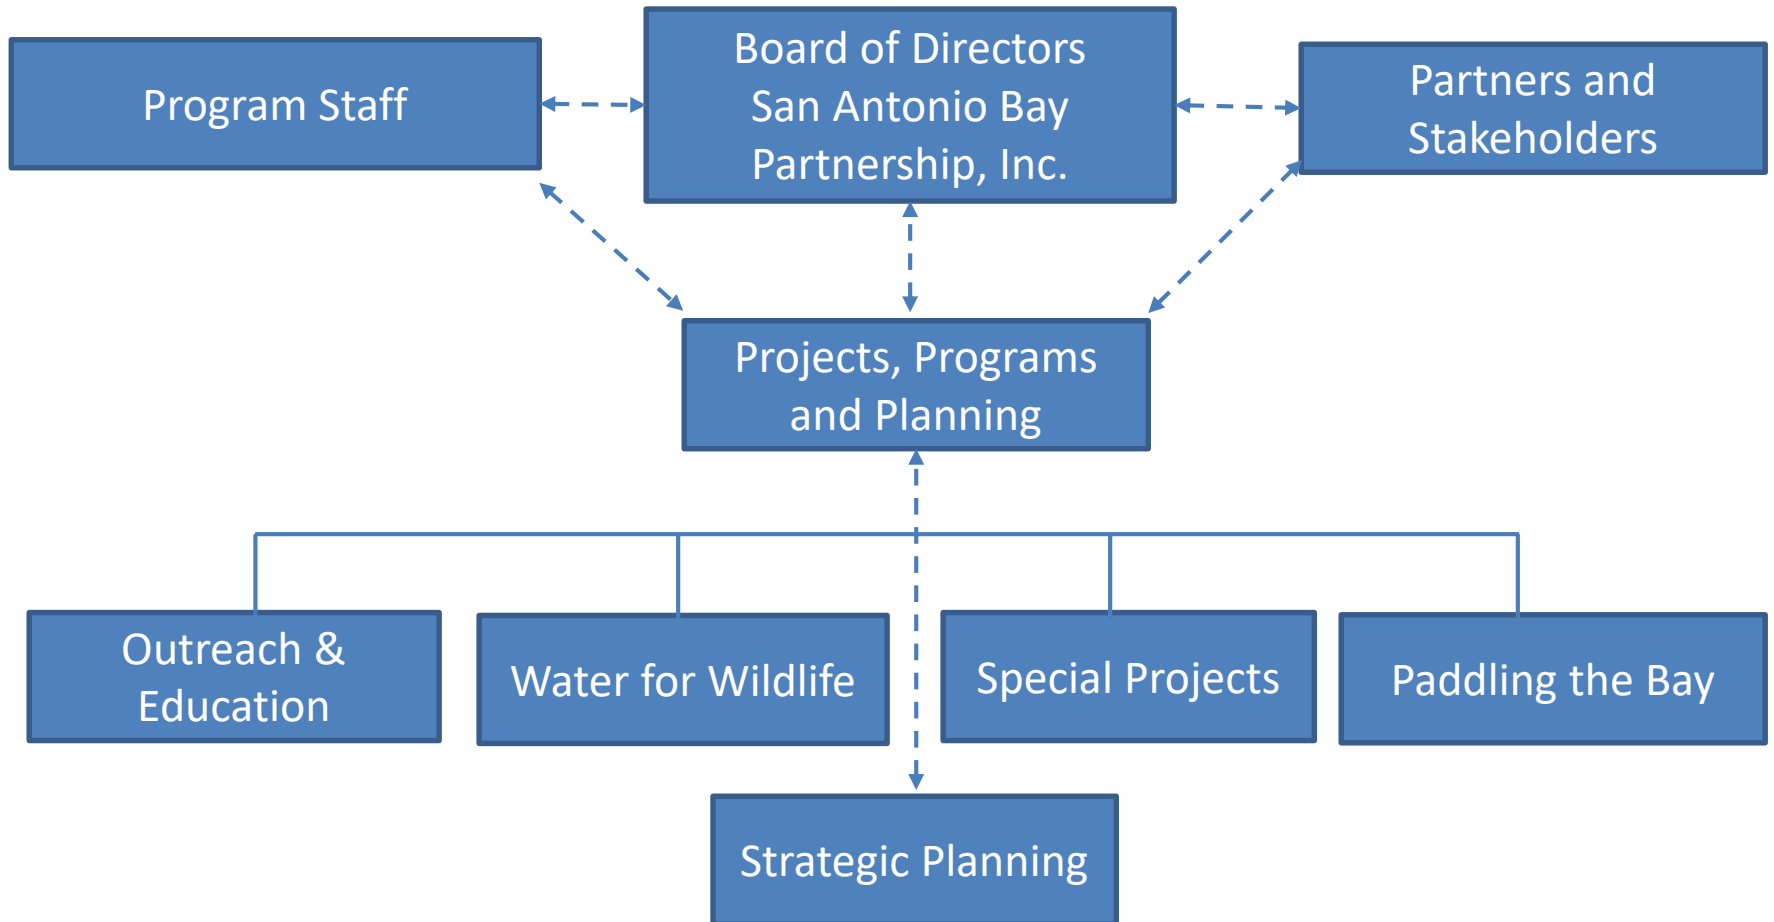 Program Staff
Board of Directors
San Antonio Bay
Partnership, Inc.
Partners and
Stakeholders
Projects, Programs
and Planning
Outreach &
Education
Water for Wildlife
Special Projects
Paddling the Bay
Strategic Planning